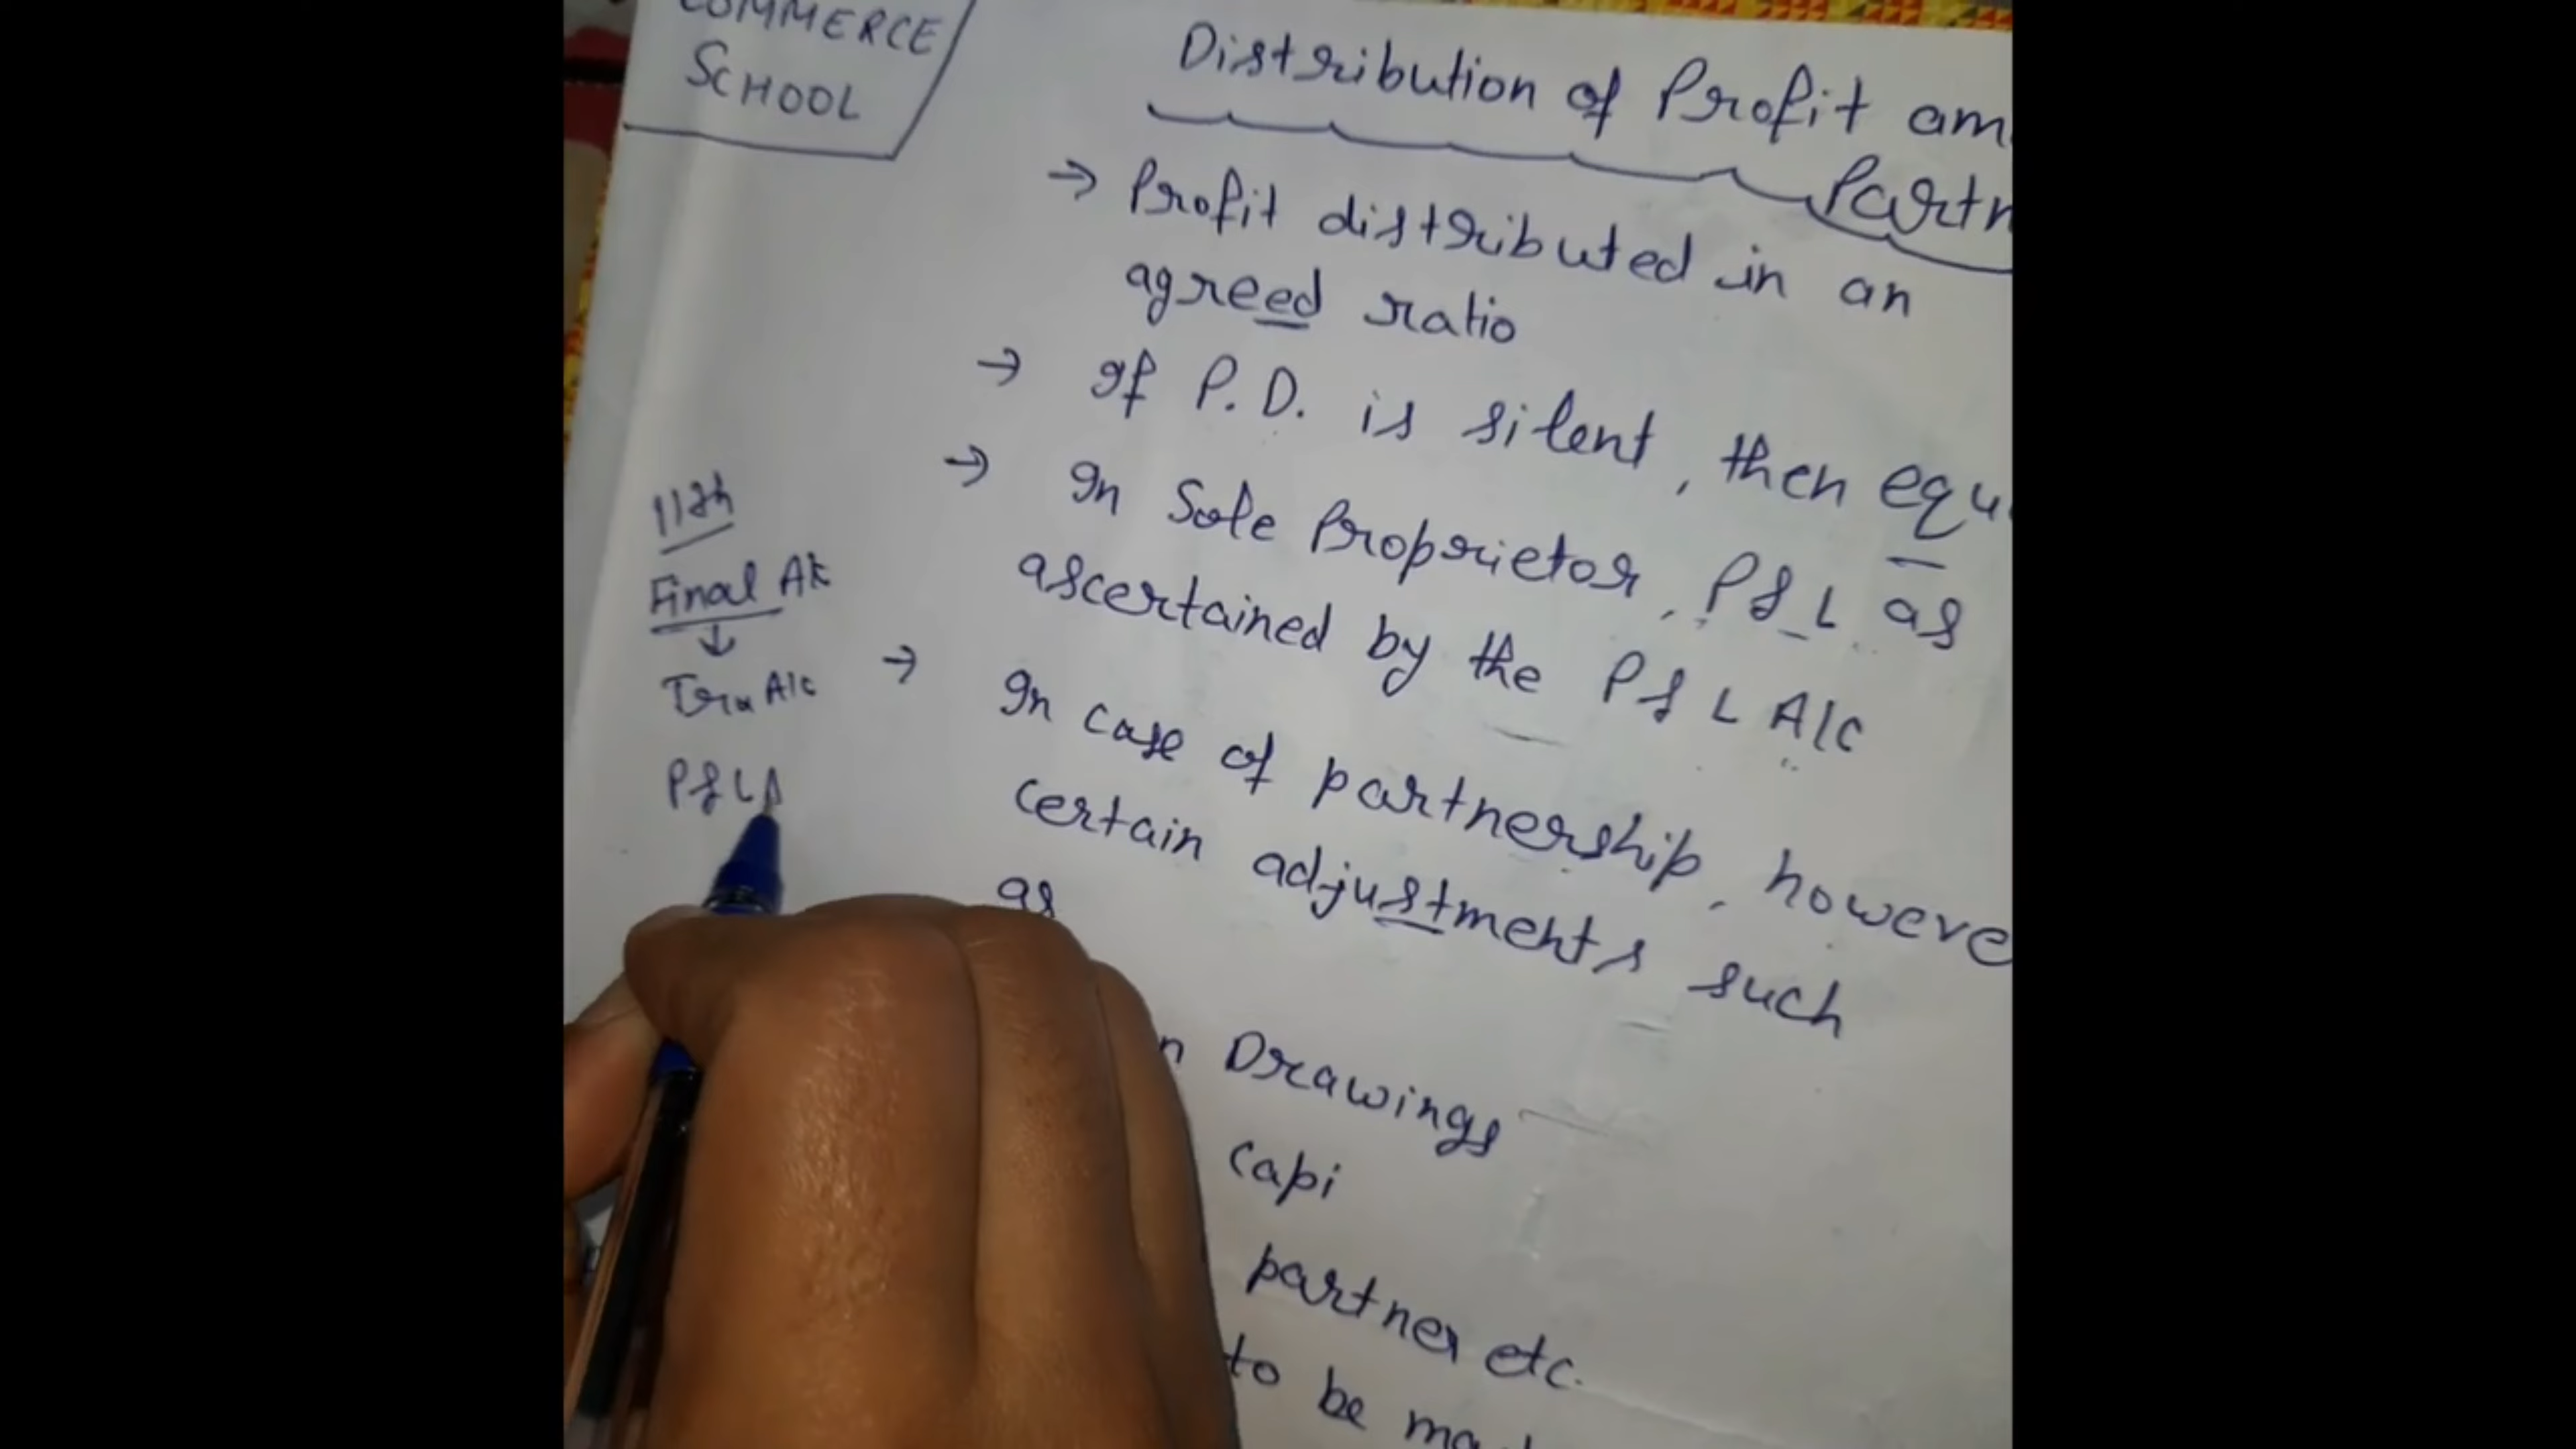 COMMERCE
SCHOOL
Distribution of Profit am
Partn
→ Profit distributed in an
agreed ratio
→ If P.D. is silent, then equ
→ In Sole Proprietor, P&L as
ascertained by the P&L A/c
→ In case of partnership, howeve
certain adjustments such
as
n Drawings
capi
partner etc.
to be mad
11th
Final A/c
↓
Tra A/c
P&L A